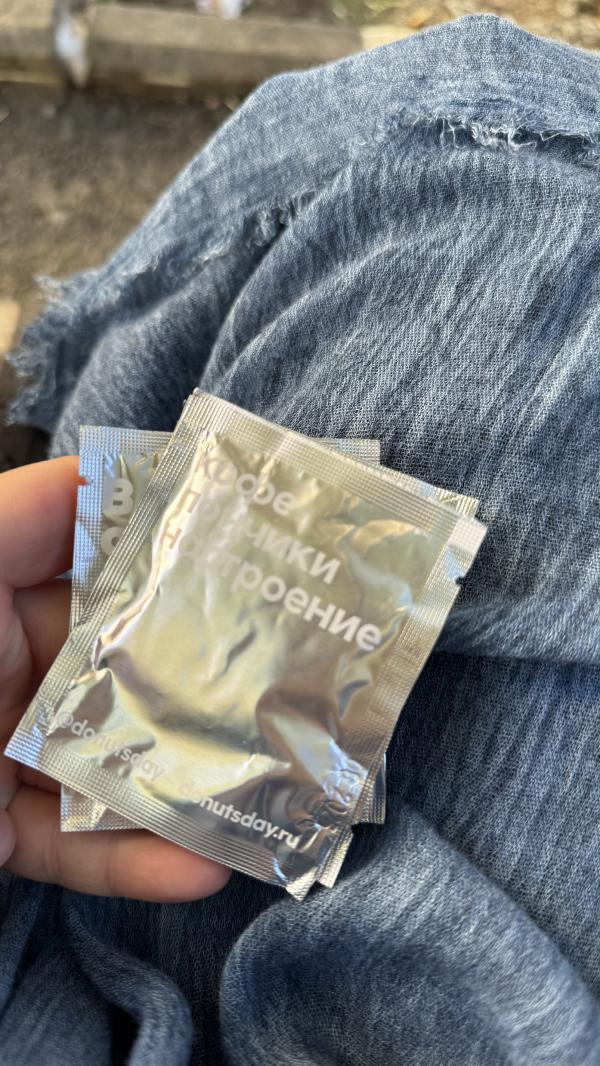 кофе
пончики
настроение
@donutsday
donutsday.ru
В